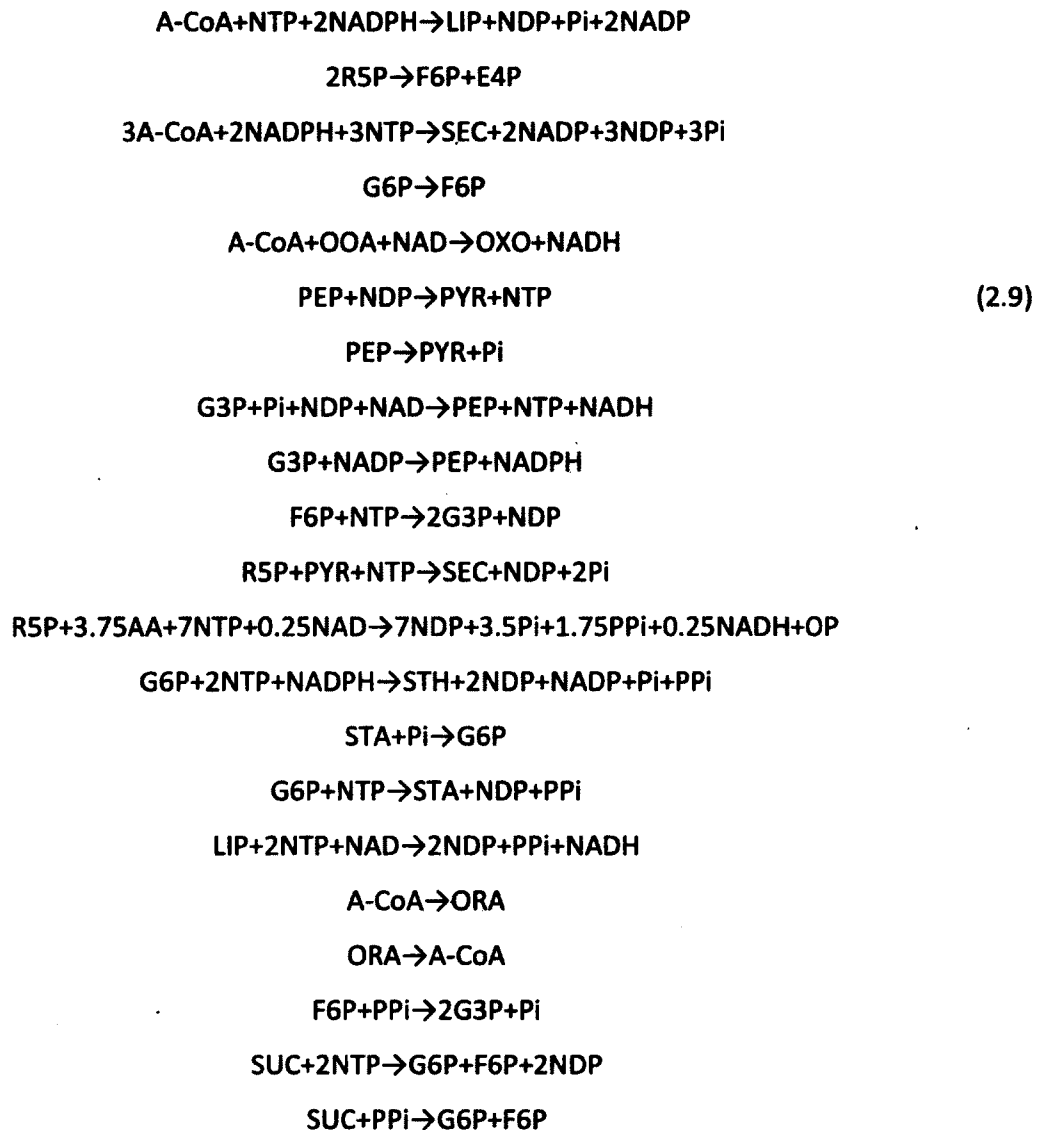 A-CoA+NTP+2NADPH→LIP+NDP+Pi+2NADP
2R5P→F6P+E4P
3A-CoA+2NADPH+3NTP→SEC+2NADP+3NDP+3Pi
G6P→F6P
A-CoA+OOA+NAD→OXO+NADH
PEP+NDP→PYR+NTP (2.9)
PEP→PYR+Pi
G3P+Pi+NDP+NAD→PEP+NTP+NADH
G3P+NADP→PEP+NADPH
F6P+NTP→2G3P+NDP
R5P+PYR+NTP→SEC+NDP+2Pi
R5P+3.75AA+7NTP+0.25NAD→7NDP+3.5Pi+1.75PPi+0.25NADH+OP
G6P+2NTP+NADPH→STH+2NDP+NADP+Pi+PPi
STA+Pi→G6P
G6P+NTP→STA+NDP+PPi
LIP+2NTP+NAD→2NDP+PPi+NADH
A-CoA→ORA
ORA→A-CoA
F6P+PPi→2G3P+Pi
SUC+2NTP→G6P+F6P+2NDP
SUC+PPi→G6P+F6P